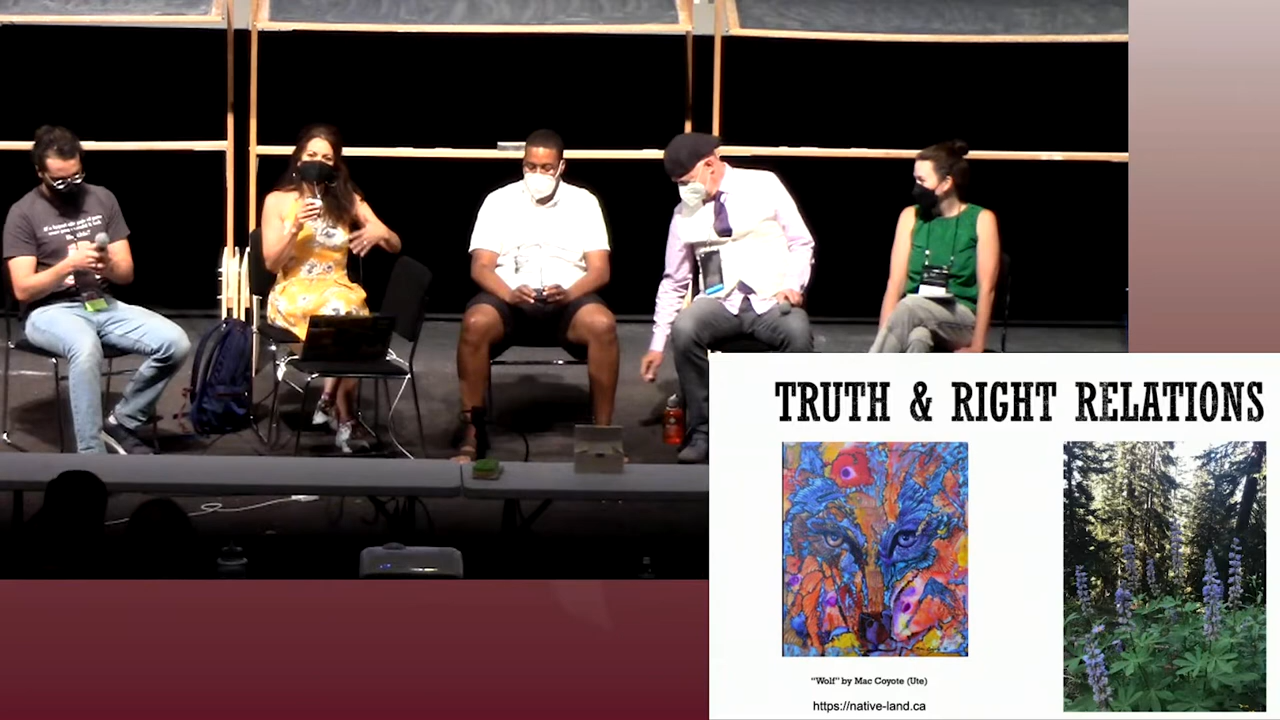 TRUTH & RIGHT RELATIONS
"Wolf" by Mac Coyote (Ute)
https://native-land.ca